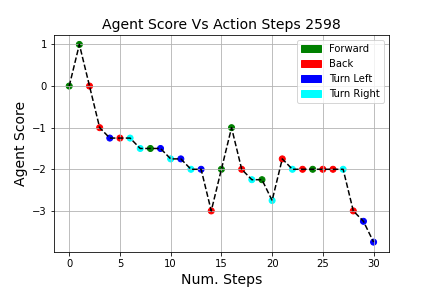 Agent Score Vs Action Steps 2598
Forward
Back
Turn Left
Turn Right
Agent Score
1
0
−1
−2
−3
0 5 10 15 20 25 30
Num. Steps